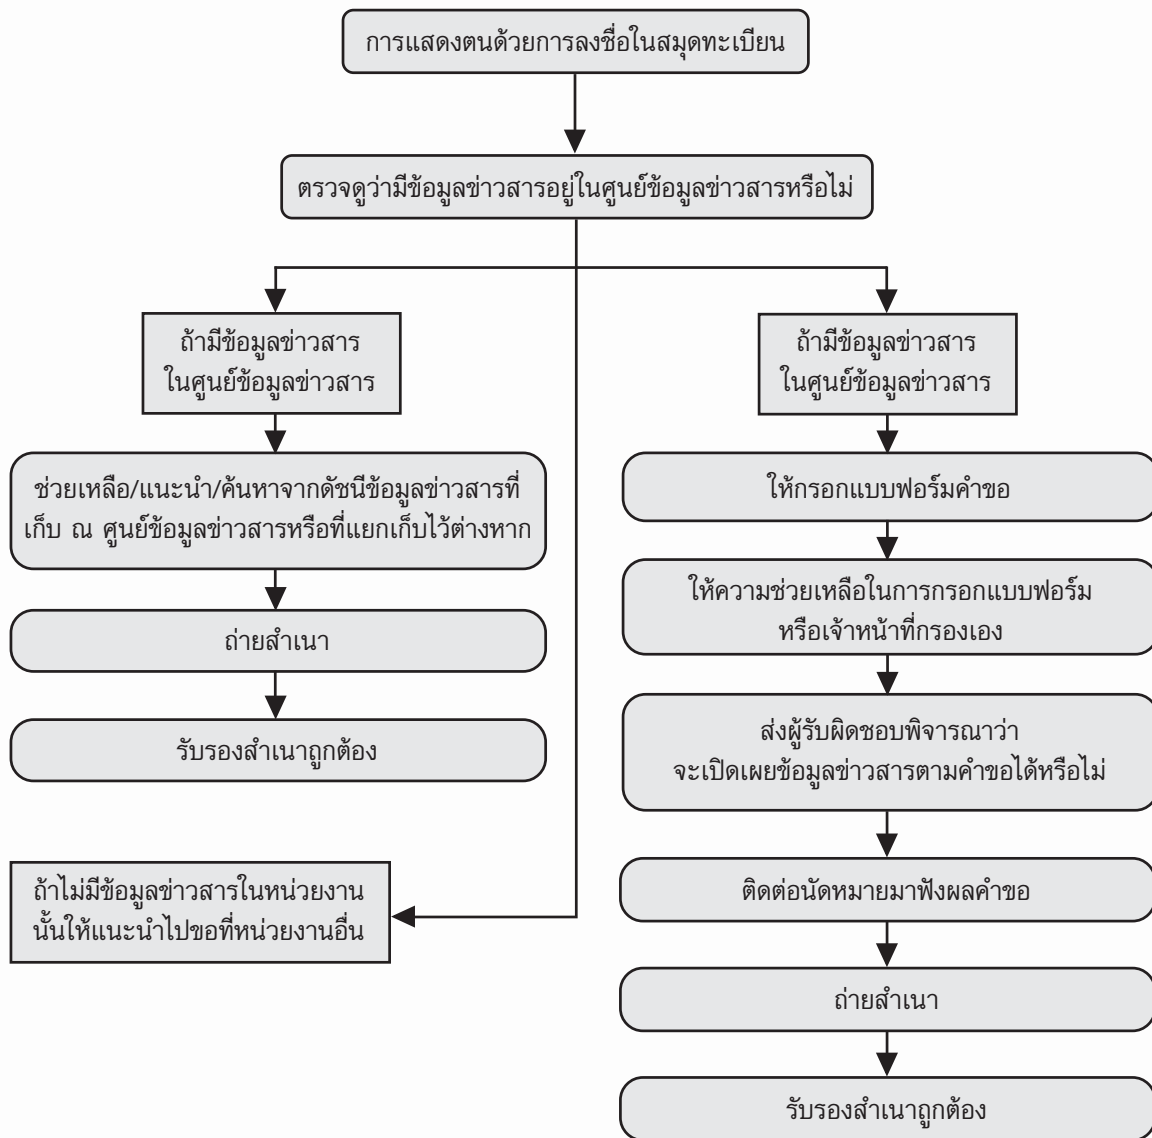 การแสดงตนด้วยการลงชื่อในสมุดทะเบียน
ตรวจดูว่ามีข้อมูลข่าวสารอยู่ในศูนย์ข้อมูลข่าวสารหรือไม่
ถ้ามีข้อมูลข่าวสาร
ในศูนย์ข้อมูลข่าวสาร
ช่วยเหลือ/แนะนำ/ค้นหาจากดัชนีข้อมูลข่าวสารที่
เก็บ ณ ศูนย์ข้อมูลข่าวสารหรือที่แยกเก็บไว้ต่างหาก
ถ่ายสำเนา
รับรองสำเนาถูกต้อง
ถ้าไม่มีข้อมูลข่าวสารในหน่วยงาน
นั้นให้แนะนำไปขอที่หน่วยงานอื่น
ถ้ามีข้อมูลข่าวสาร
ในศูนย์ข้อมูลข่าวสาร
ให้กรอกแบบฟอร์มคำขอ
ให้ความช่วยเหลือในการกรอกแบบฟอร์ม
หรือเจ้าหน้าที่กรองเอง
ส่งผู้รับผิดชอบพิจารณาว่า
จะเปิดเผยข้อมูลข่าวสารตามคำขอได้หรือไม่
ติดต่อนัดหมายมาฟังผลคำขอ
ถ่ายสำเนา
รับรองสำเนาถูกต้อง